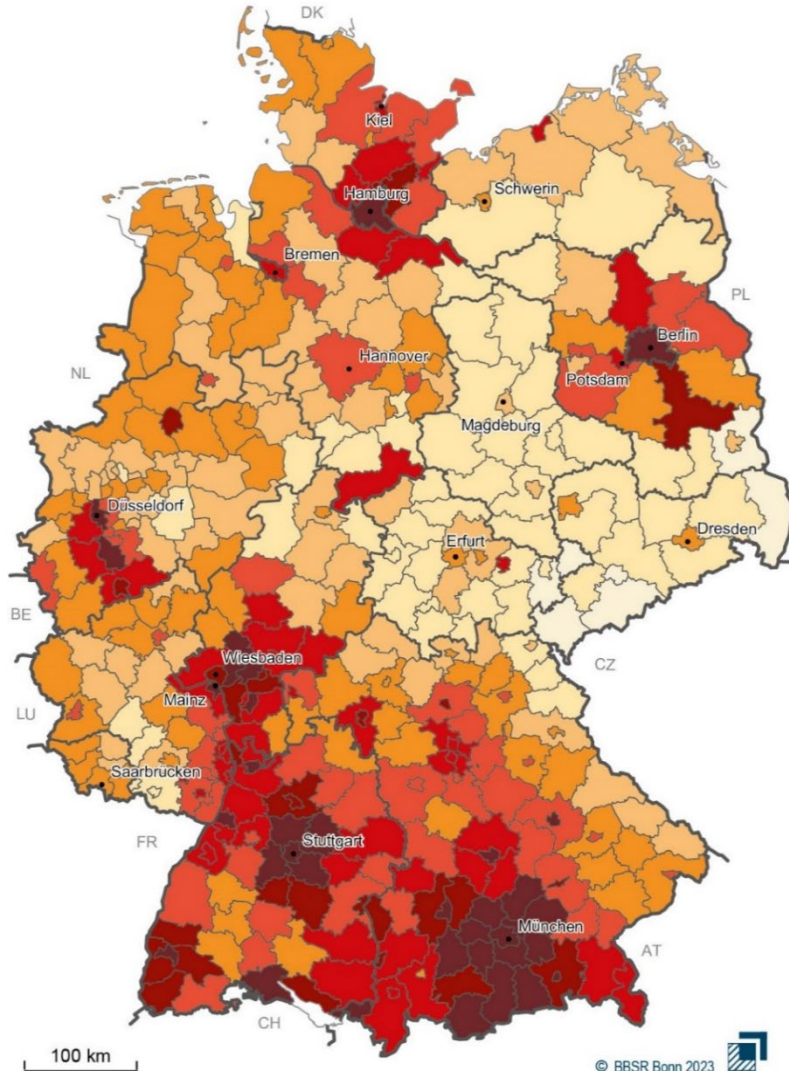 DK
Kiel
Hamburg
Schwerin
Bremen
PL
Berlin
Hannover
NL
Potsdam
Magdeburg
Düsseldorf
Dresden
Erfurt
BE
CZ
Wiesbaden
Mainz
LU
Saarbrücken
FR
Stuttgart
München
AT
CH
100 km
© BBSR Bonn 2023